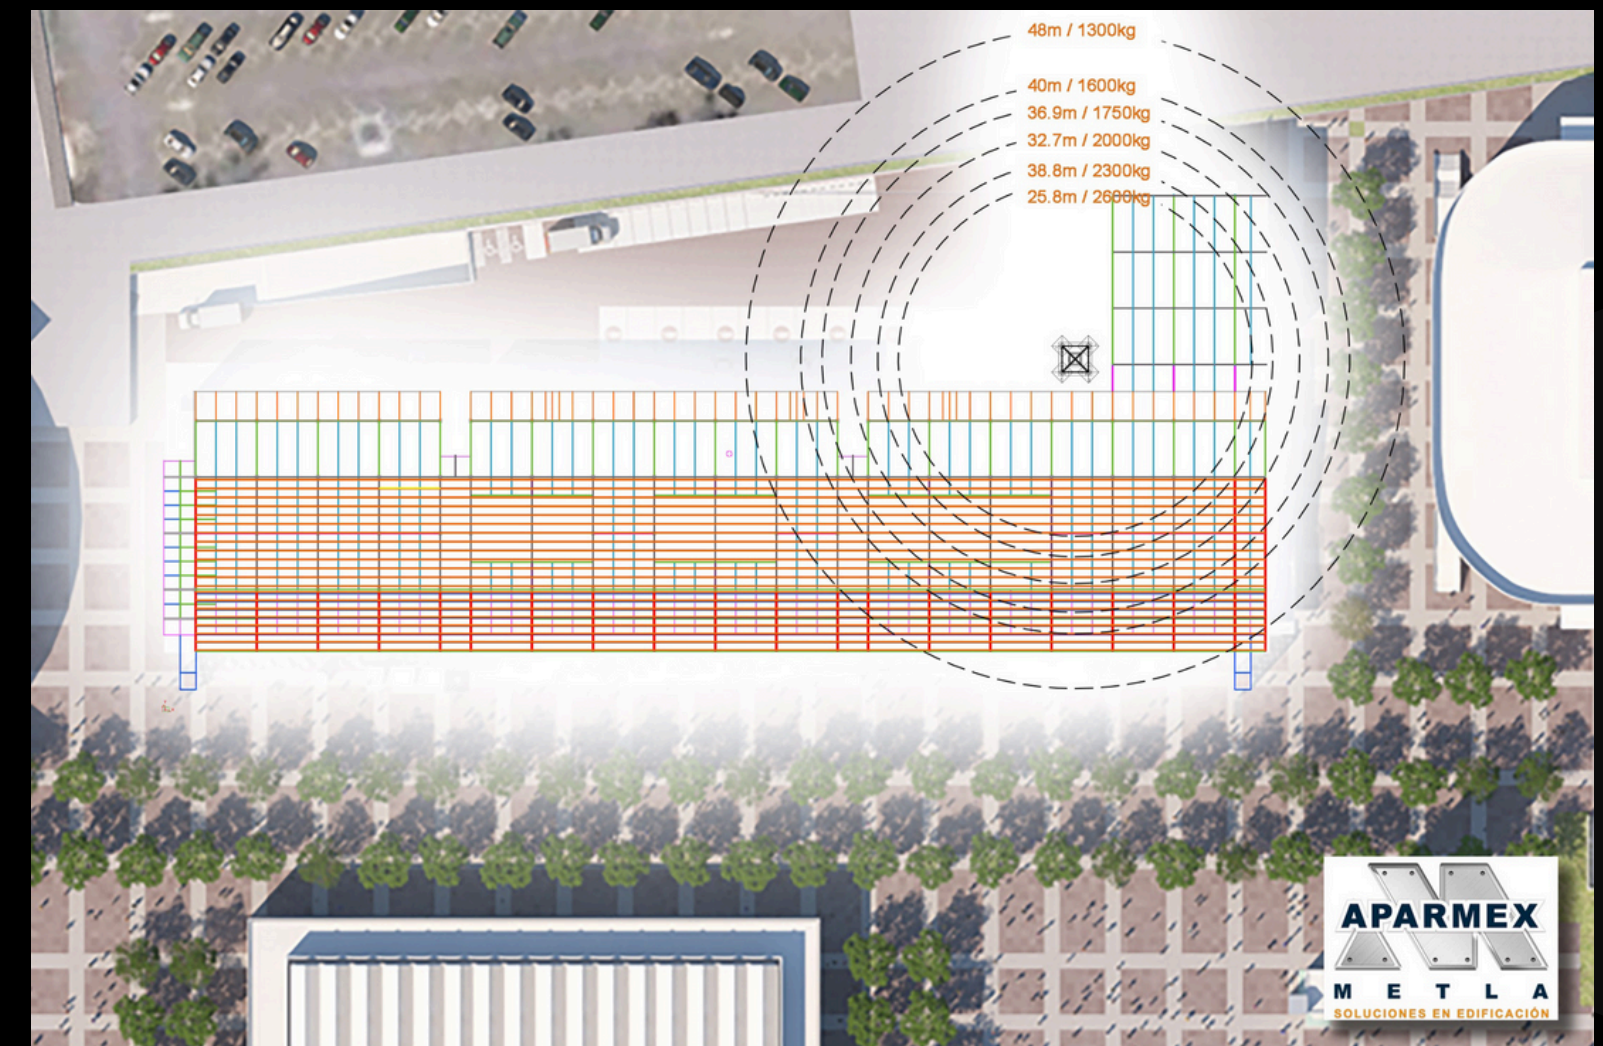 48m / 1300kg
40m / 1600kg
36.9m / 1750kg
32.7m / 2000kg
38.8m / 2300kg
25.8m / 2600kg
APARMEX
METLA
SOLUCIONES EN EDIFICACIÓN